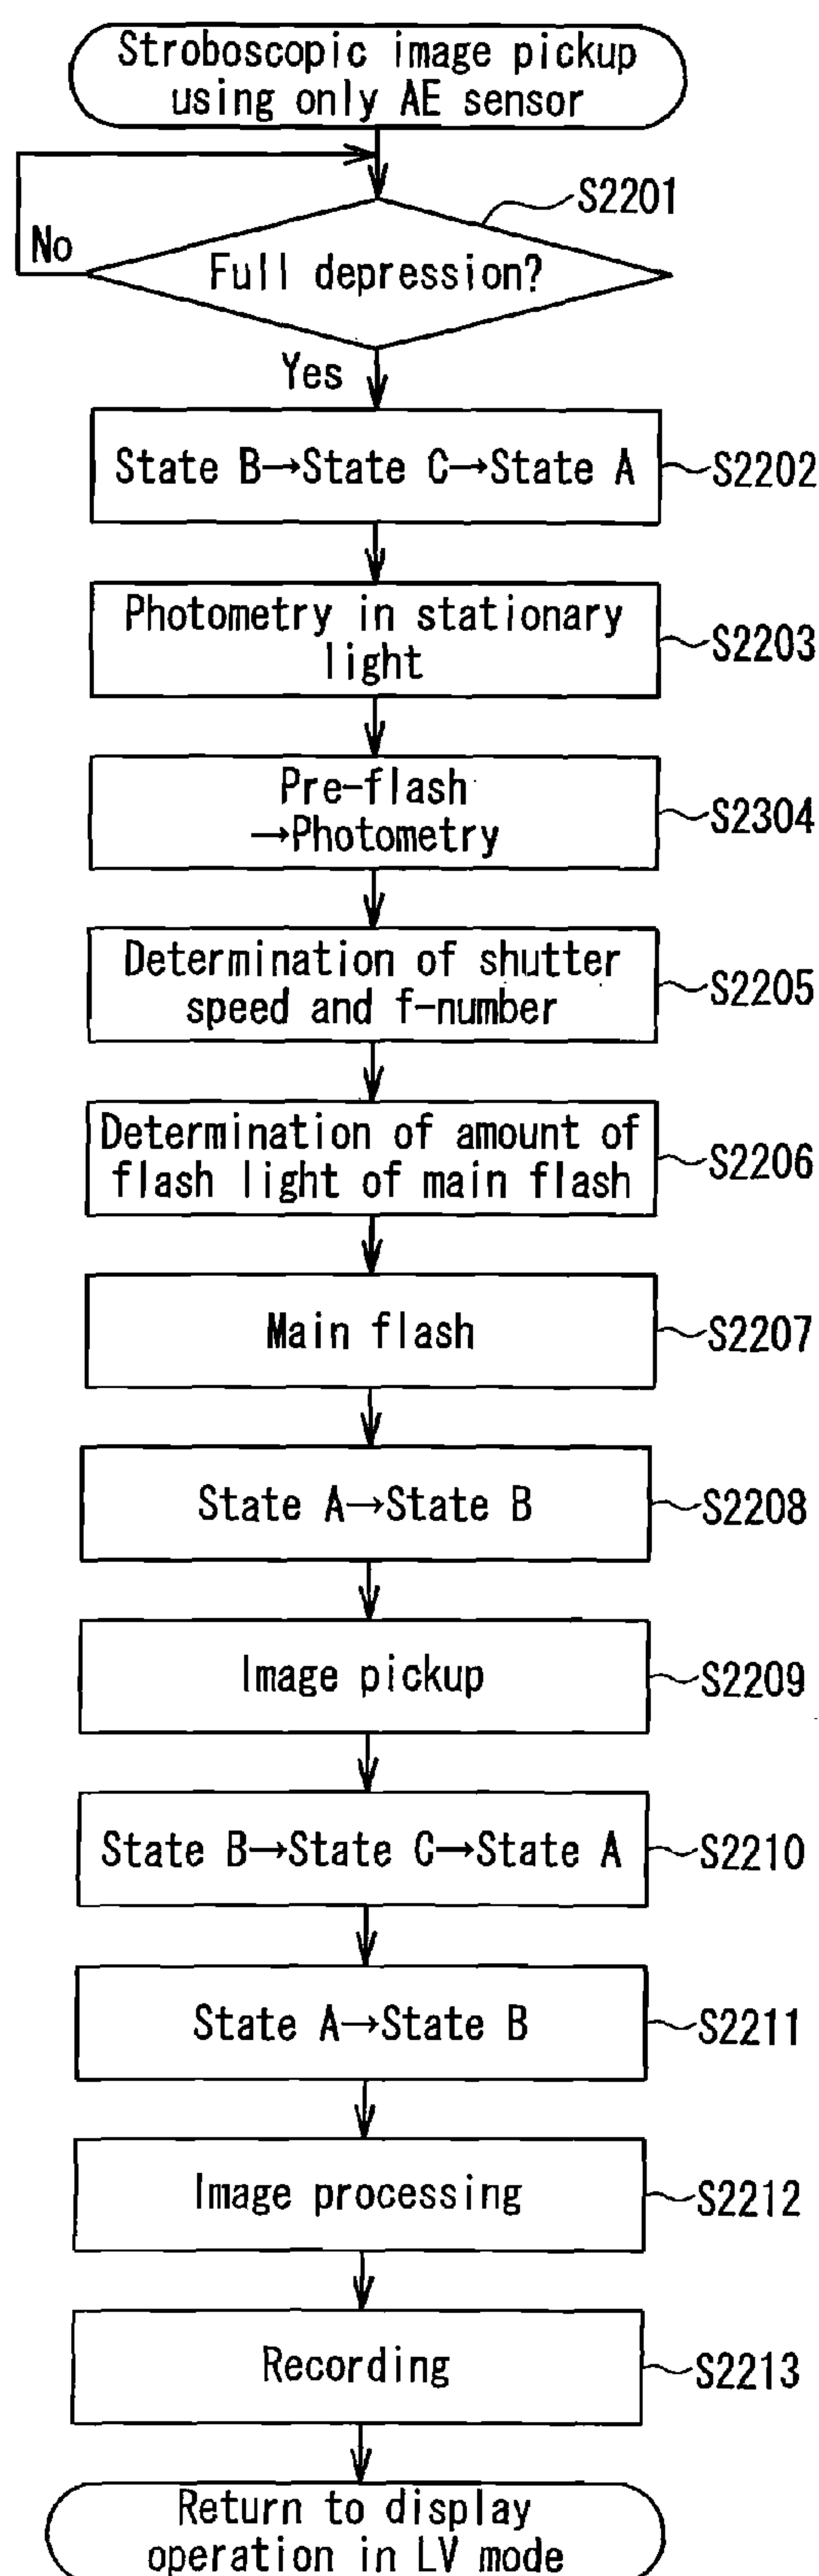 Stroboscopic image pickup
using only AE sensor
S2201
No
Full depression?
Yes
State B→State C→State A
S2202
Photometry in stationary
light
S2203
Pre-flash
→Photometry
S2304
Determination of shutter
speed and f-number
S2205
Determination of amount of
flash light of main flash
S2206
Main flash
S2207
State A→State B
S2208
Image pickup
S2209
State B→State C→State A
S2210
State A→State B
S2211
Image processing
S2212
Recording
S2213
Return to display
operation in LV mode